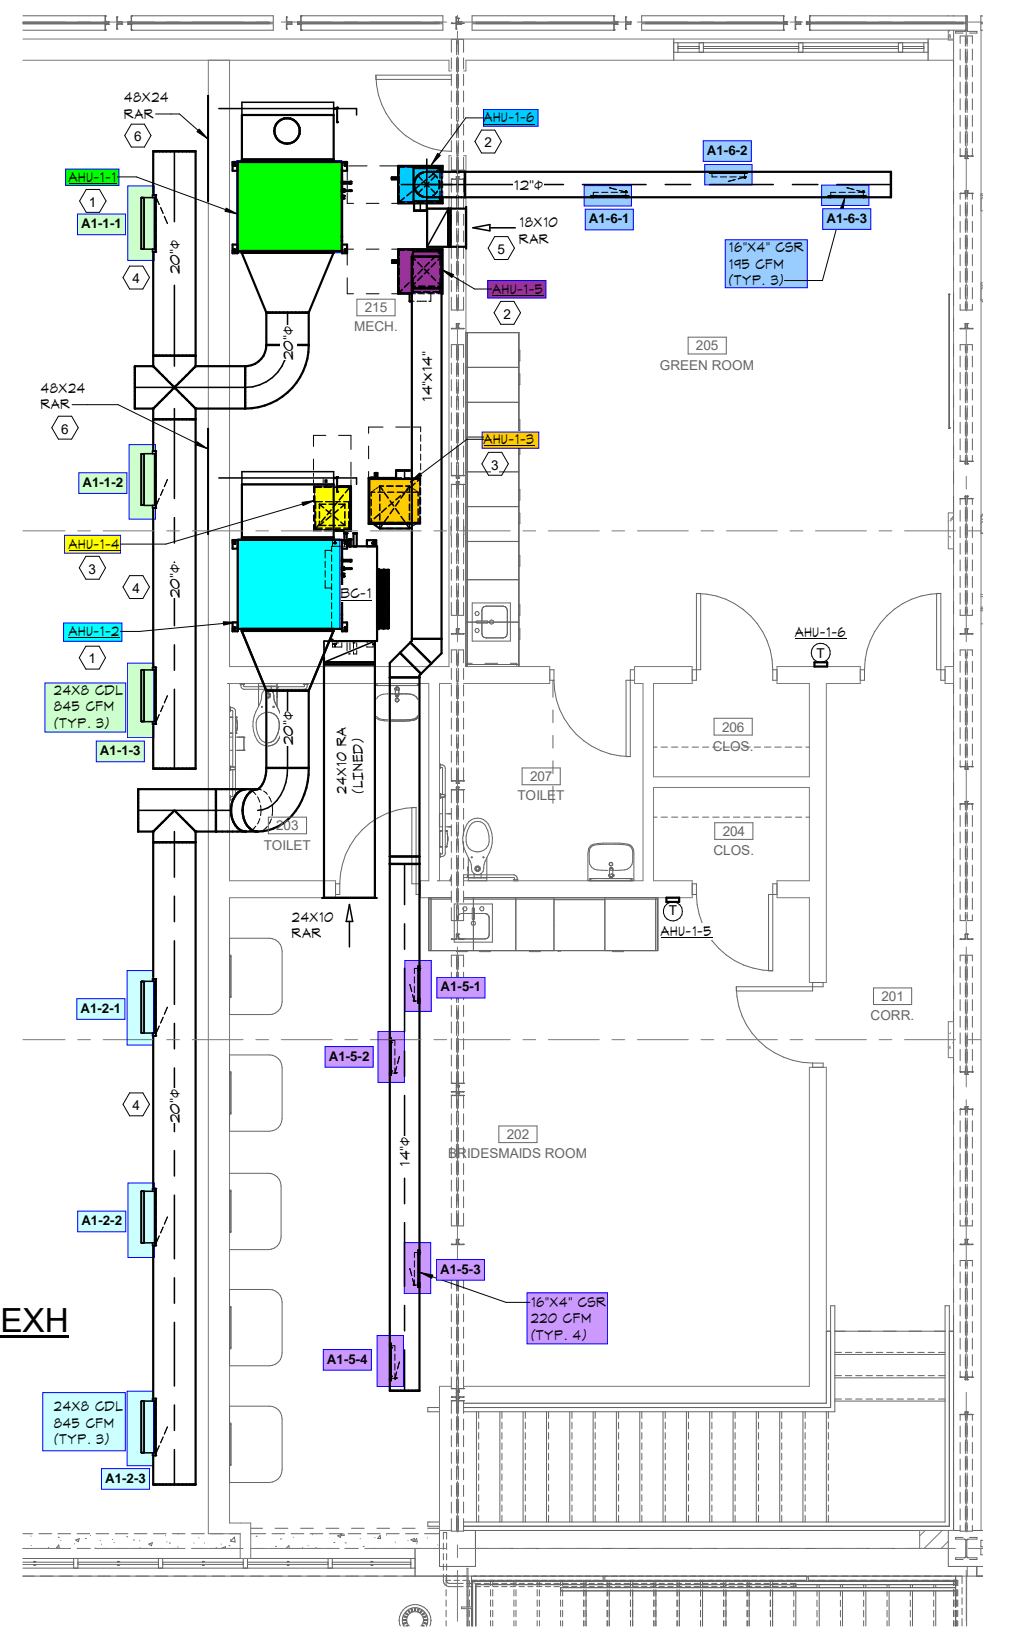 48X24
RAR
6
AHU-1-1
1
A1-1-1
4
20"ϕ
20"ϕ
AHU-1-6
2
12"ϕ
A1-6-2
A1-6-1
A1-6-3
18X10
RAR
5
16"X4" CSR
195 CFM
(TYP. 3)
AHU-1-5
2
215
MECH.
14"X14"
205
GREEN ROOM
48X24
RAR
6
AHU-1-3
3
A1-1-2
AHU-1-4
3
4
20"ϕ
BC-1
AHU-1-2
1
AHU-1-6
T
24X8 CDL
845 CFM
(TYP. 3)
A1-1-3
20"ϕ
24X10 RA
(LINED)
206
CLOS.
207
TOILET
203
TOILET
204
CLOS.
24X10
RAR
T
AHU-1-5
A1-5-1
A1-2-1
201
CORR.
A1-5-2
4
20"ϕ
14"ϕ
202
BRIDESMAIDS ROOM
A1-2-2
A1-5-3
16"X4" CSR
220 CFM
(TYP. 4)
EXH
A1-5-4
24X8 CDL
845 CFM
(TYP. 3)
A1-2-3